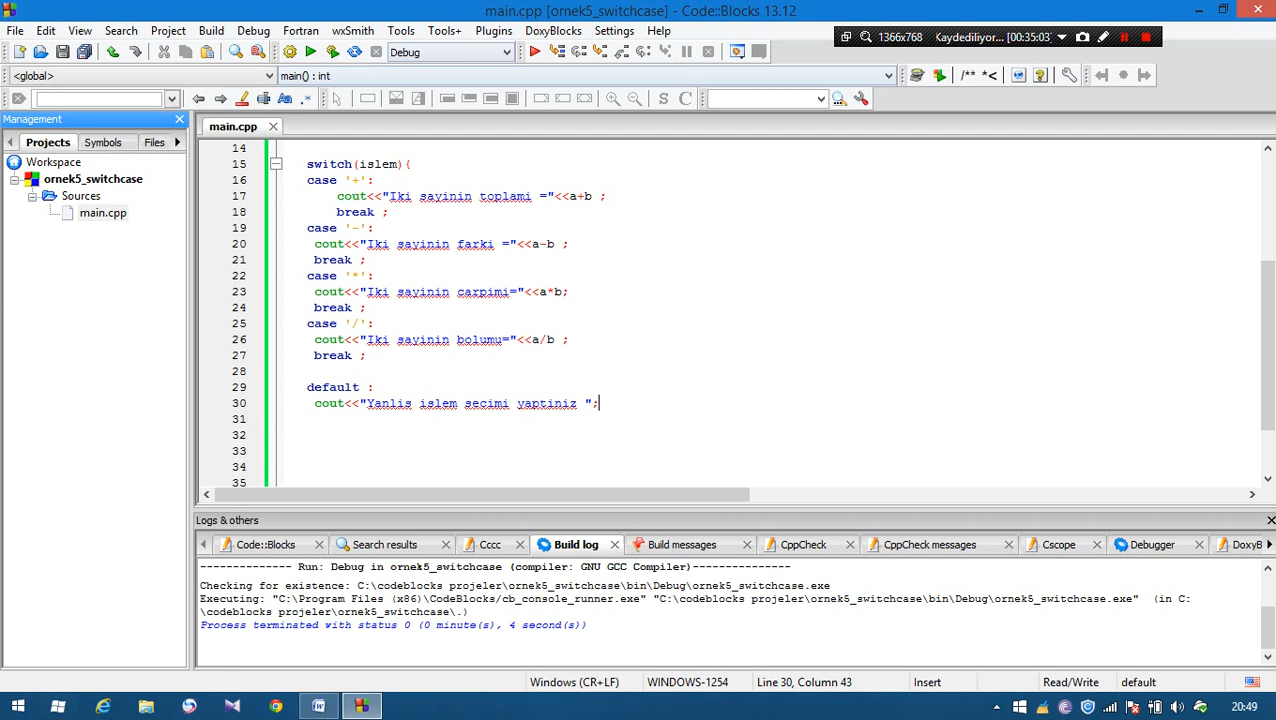 main.cpp [ornek5_switchcase] - Code::Blocks 13.12
File Edit View Search Project Build Debug Fortran wxSmith Tools Tools+ Plugins DoxyBlocks Settings Help
1366x768 Kaydediliyor... [00:35:03]
Debug
<global> main() : int /** *<
Management
Projects Symbols Files
Workspace
ornek5_switchcase
Sources
main.cpp
main.cpp
14
15 switch(islem){
16 case '+':
17 cout<<"Iki sayinin toplami ="<<a+b ;
18 break ;
19 case '-':
20 cout<<"Iki sayinin farki ="<<a-b ;
21 break ;
22 case '*':
23 cout<<"Iki sayinin carpimi="<<a*b;
24 break ;
25 case '/':
26 cout<<"Iki sayinin bolumu="<<a/b ;
27 break ;
28
29 default :
30 cout<<"Yanlis islem secimi yaptiniz ";
31
32
33
34
35
Logs & others
Code::Blocks Search results Cccc Build log Build messages CppCheck CppCheck messages Cscope Debugger DoxyB
-------------- Run: Debug in ornek5_switchcase (compiler: GNU GCC Compiler)---------------
Checking for existence: C:\codeblocks projeler\ornek5_switchcase\bin\Debug\ornek5_switchcase.exe
Executing: "C:\Program Files (x86)\CodeBlocks/cb_console_runner.exe" "C:\codeblocks projeler\ornek5_switchcase\bin\Debug\ornek5_switchcase.exe" (in C:
\codeblocks projeler\ornek5_switchcase\.)
Process terminated with status 0 (0 minute(s), 4 second(s))
Windows (CR+LF) WINDOWS-1254 Line 30, Column 43 Insert Read/Write default
20:49